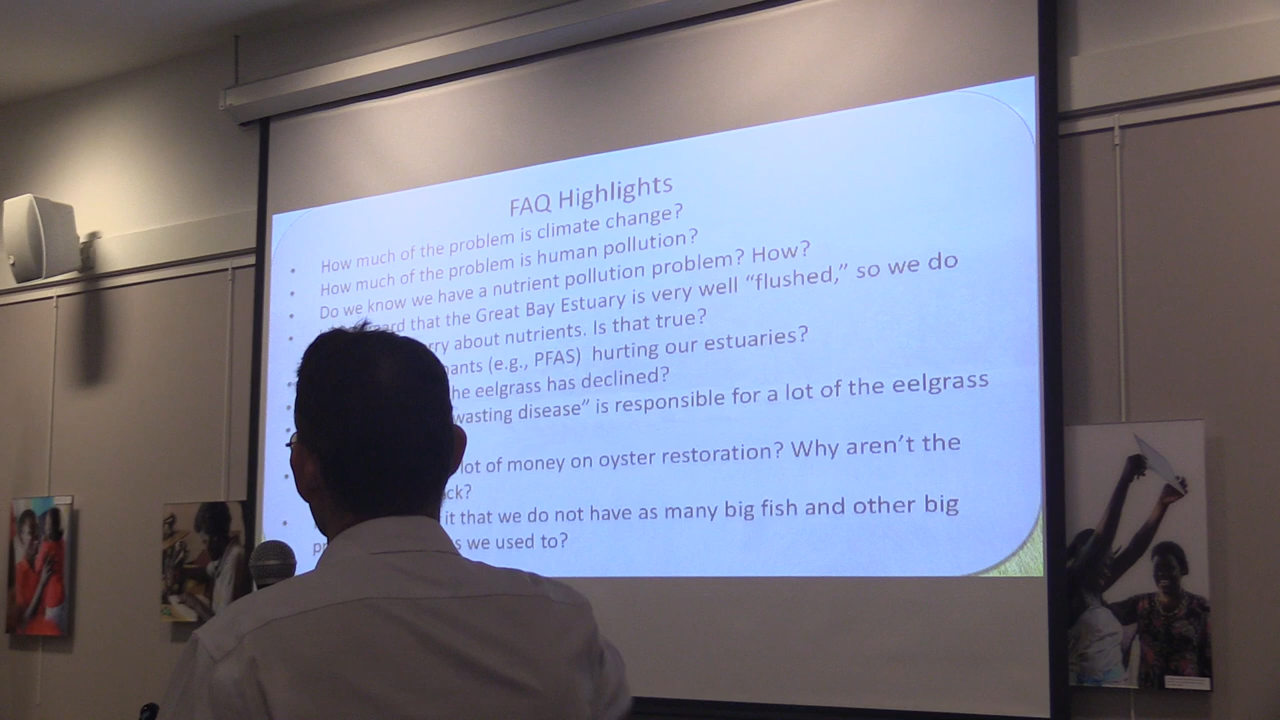 FAQ Highlights
How much of the problem is climate change?
How much of the problem is human pollution?
Do we know we have a nutrient pollution problem? How?
that the Great Bay Estuary is very well “flushed,” so we do
about nutrients. Is that true?
(e.g., PFAS) hurting our estuaries?
eelgrass has declined?
wasting disease” is responsible for a lot of the eelgrass
lot of money on oyster restoration? Why aren’t the
it that we do not have as many big fish and other big
we used to?